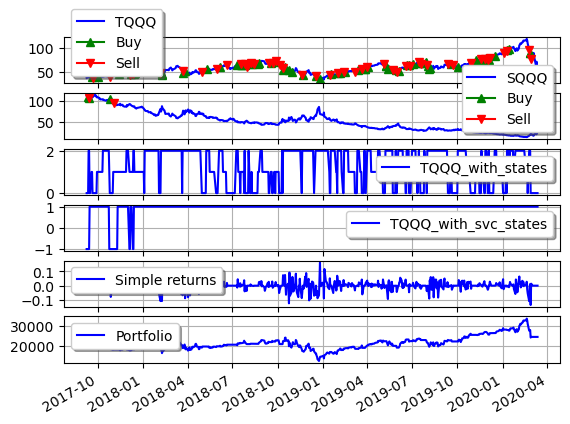 TQQQ
Buy
Sell
100
50
SQQQ
Buy
Sell
100
50
2
0
TQQQ_with_states
1
0
−1
TQQQ_with_svc_states
0.1
0.0
−0.1
Simple returns
30000
20000
Portfolio
2017-10
2018-01
2018-04
2018-07
2018-10
2019-01
2019-04
2019-07
2019-10
2020-01
2020-04